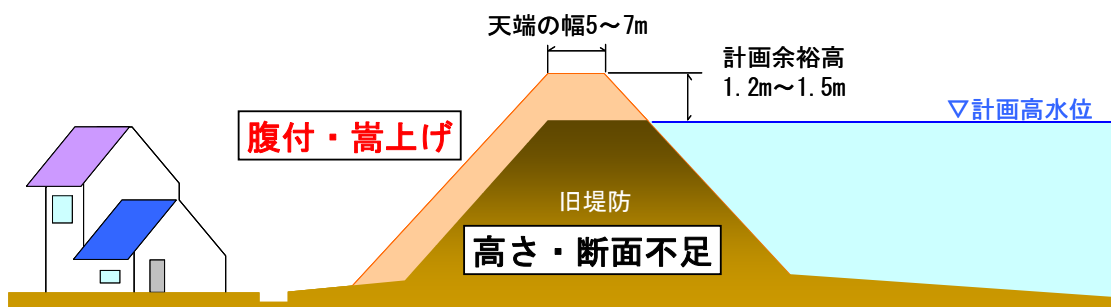 天端の幅5～7m
計画余裕高
1.2m～1.5m
▽計画高水位
腹付・嵩上げ
旧堤防
高さ・断面不足